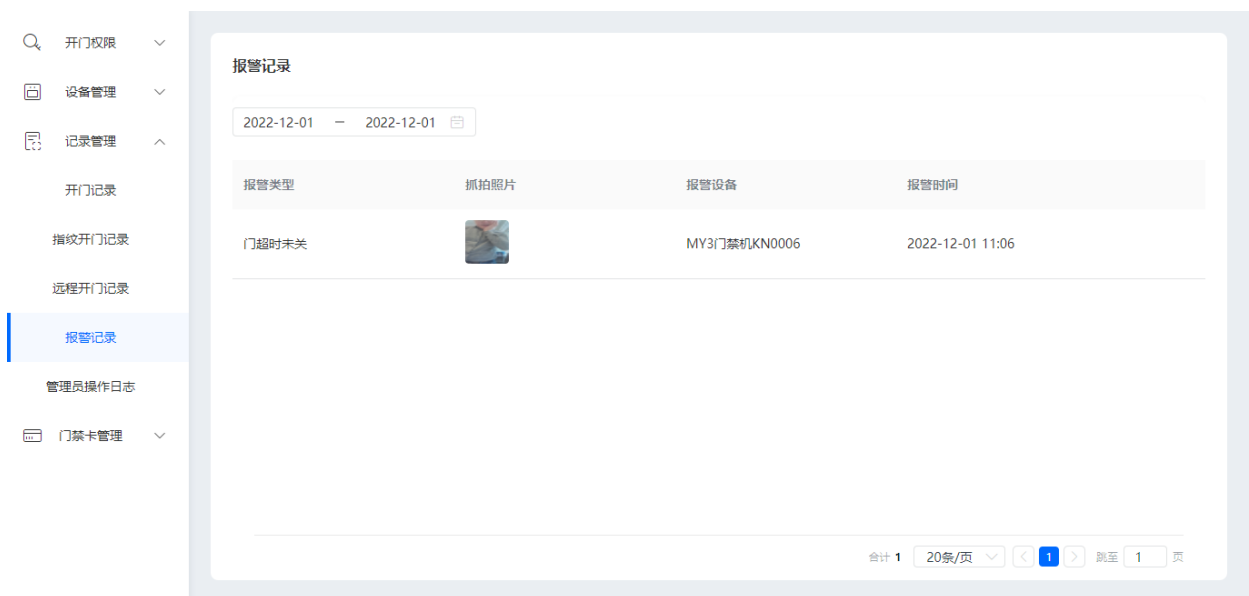 开门权限
设备管理
记录管理
开门记录
指纹开门记录
远程开门记录
报警记录
管理员操作日志
门禁卡管理
报警记录
2022-12-01 — 2022-12-01
报警类型 抓拍照片 报警设备 报警时间
门超时未关 MY3门禁机KN0006 2022-12-01 11:06
合计 1 20条/页 1 跳至 1 页